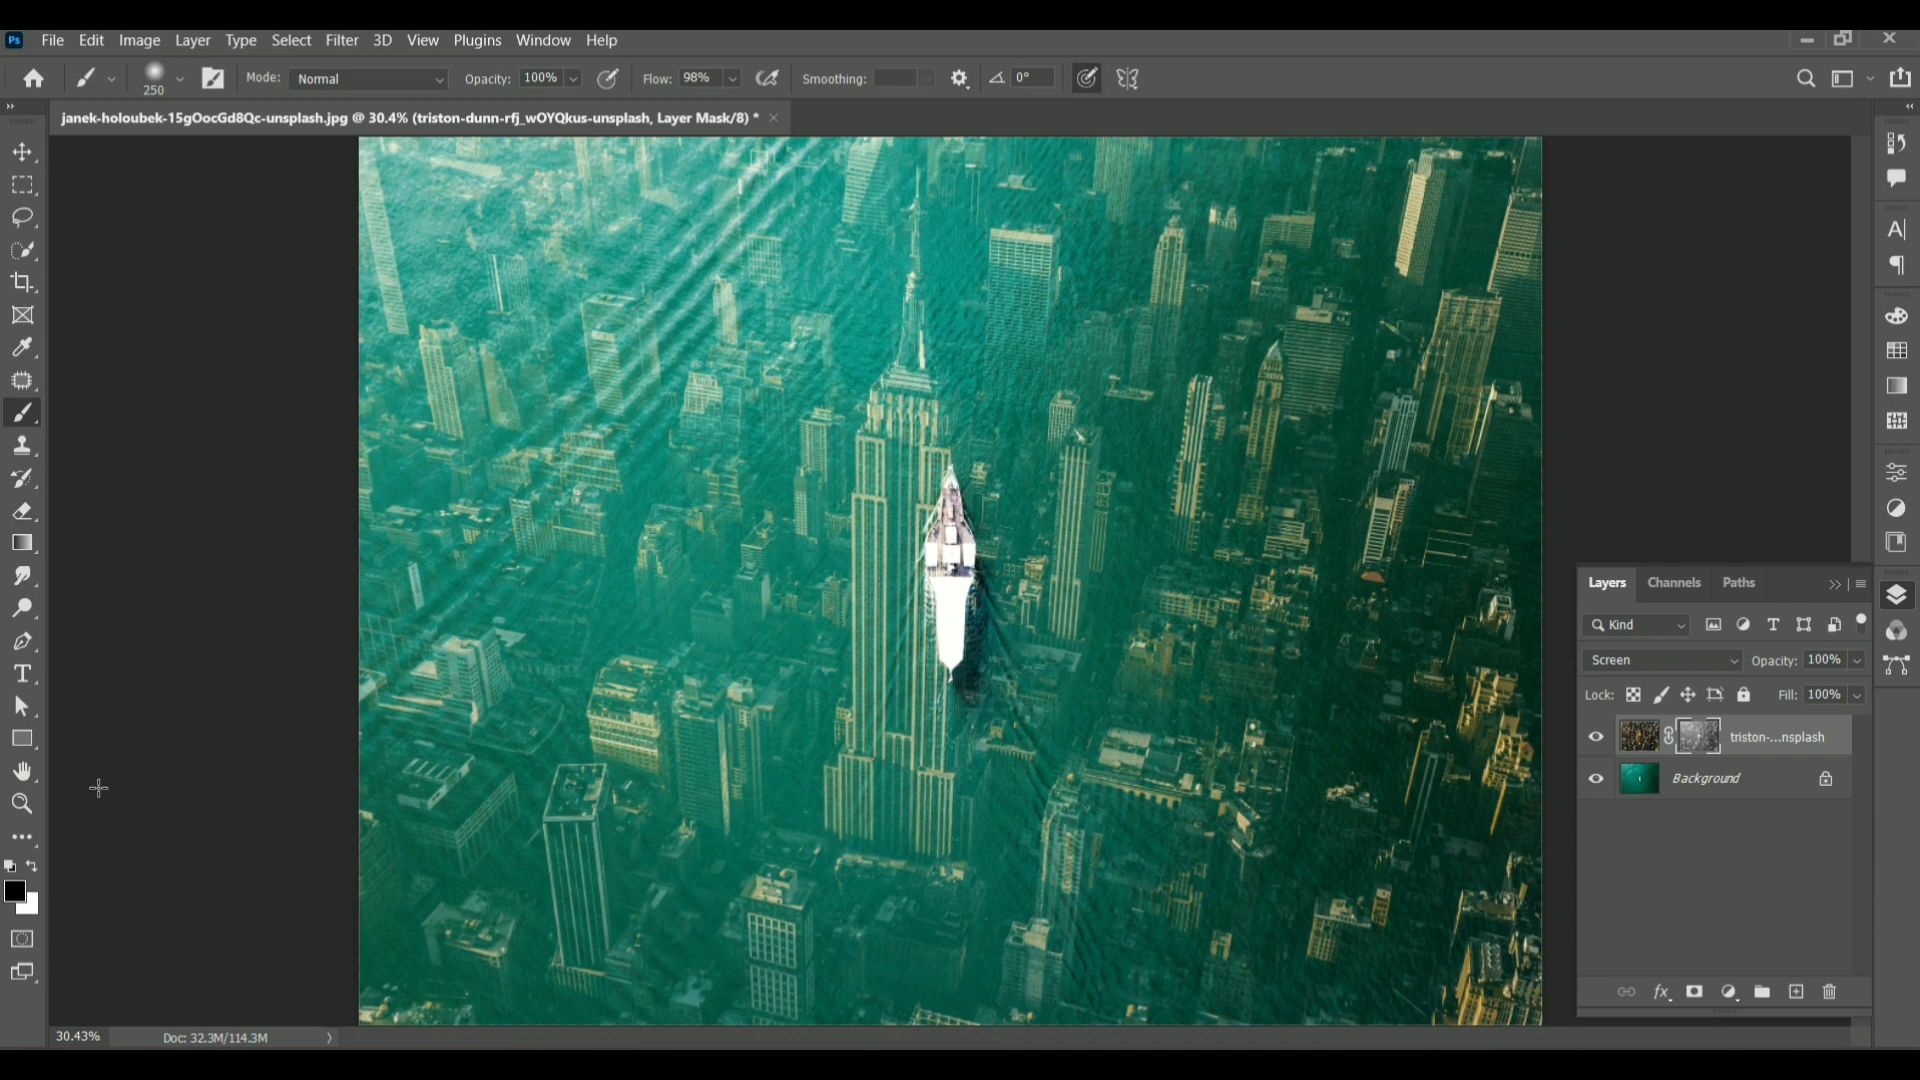 Ps File Edit Image Layer Type Select Filter 3D View Plugins Window Help
250 Mode: Normal Opacity: 100% Flow: 98% Smoothing: 0°
janek-holoubek-15gOocGd8Qc-unsplash.jpg @ 30.4% (triston-dunn-rfj_wOYQkus-unsplash, Layer Mask/8) *
Layers Channels Paths
Kind
Screen Opacity: 100%
Lock: Fill: 100%
triston-...nsplash
Background
fx
30.43% Doc: 32.3M/114.3M